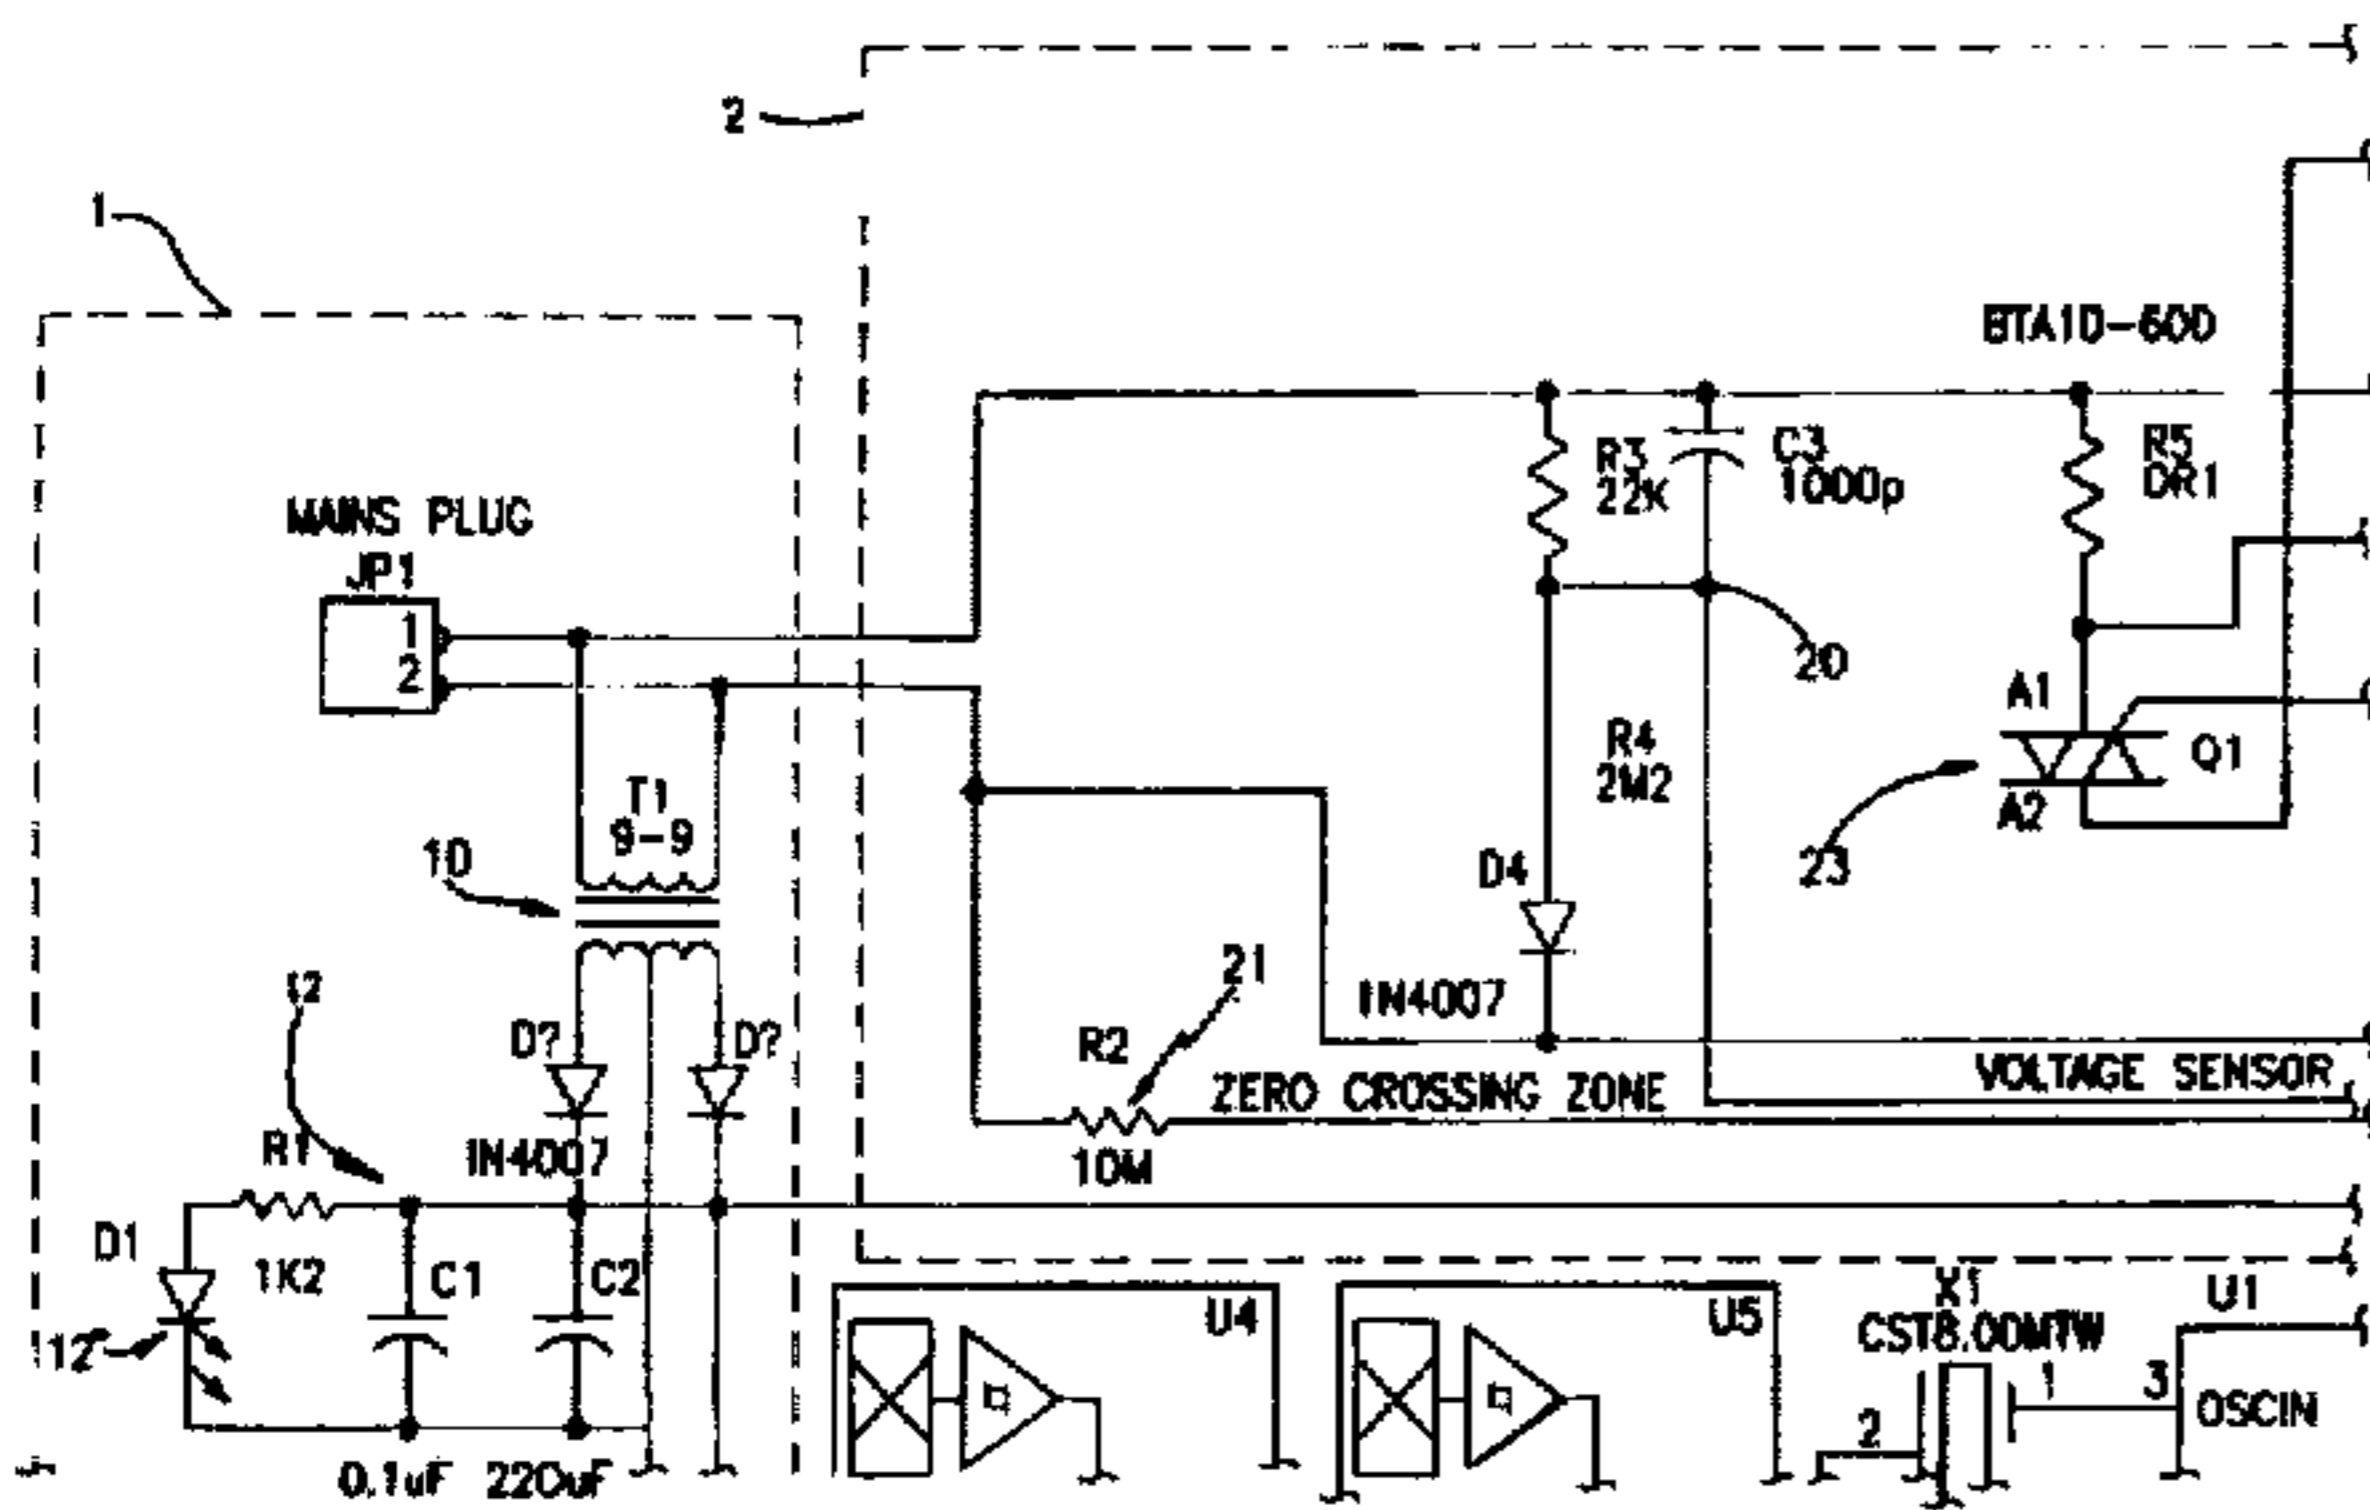 2
1
BTA10-600
R3
22K
C3
1000p
R5
DR1
MAINS PLUG
JP1
1
2
20
A1
Q1
A2
23
R4
2M2
T1
9-9
10
D4
21
12
D?
D?
1N4007
R2
ZERO CROSSING ZONE
VOLTAGE SENSOR
10M
R1
1N4007
D1
1K2
C1
C2
12'
U4
U5
X1
CST8.00MTW
U1
1
3
2
OSCIN
0.1uF
220uF